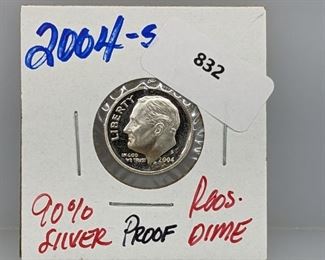 2004-S
832
LIBERTY
IN GOD
WE TRUST
S
2004
90% SILVER
PROOF
ROOS. DIME